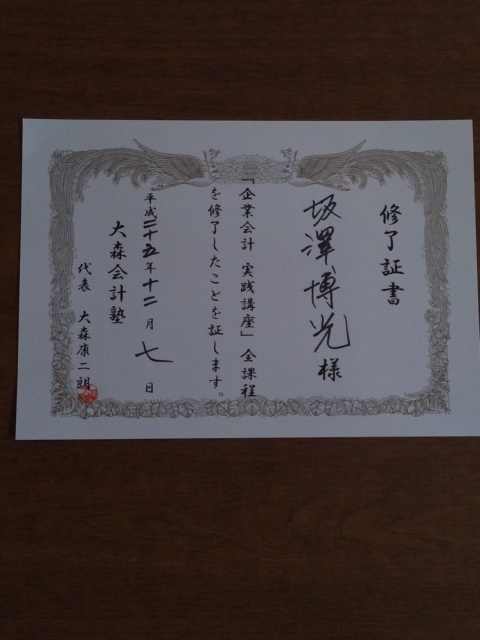 修了証書
坂澤博光様
「企業会計 実践講座」全課程
を修了したことを証します。
平成二十五年十二月七日
大森会計塾
代表 大森康二朗